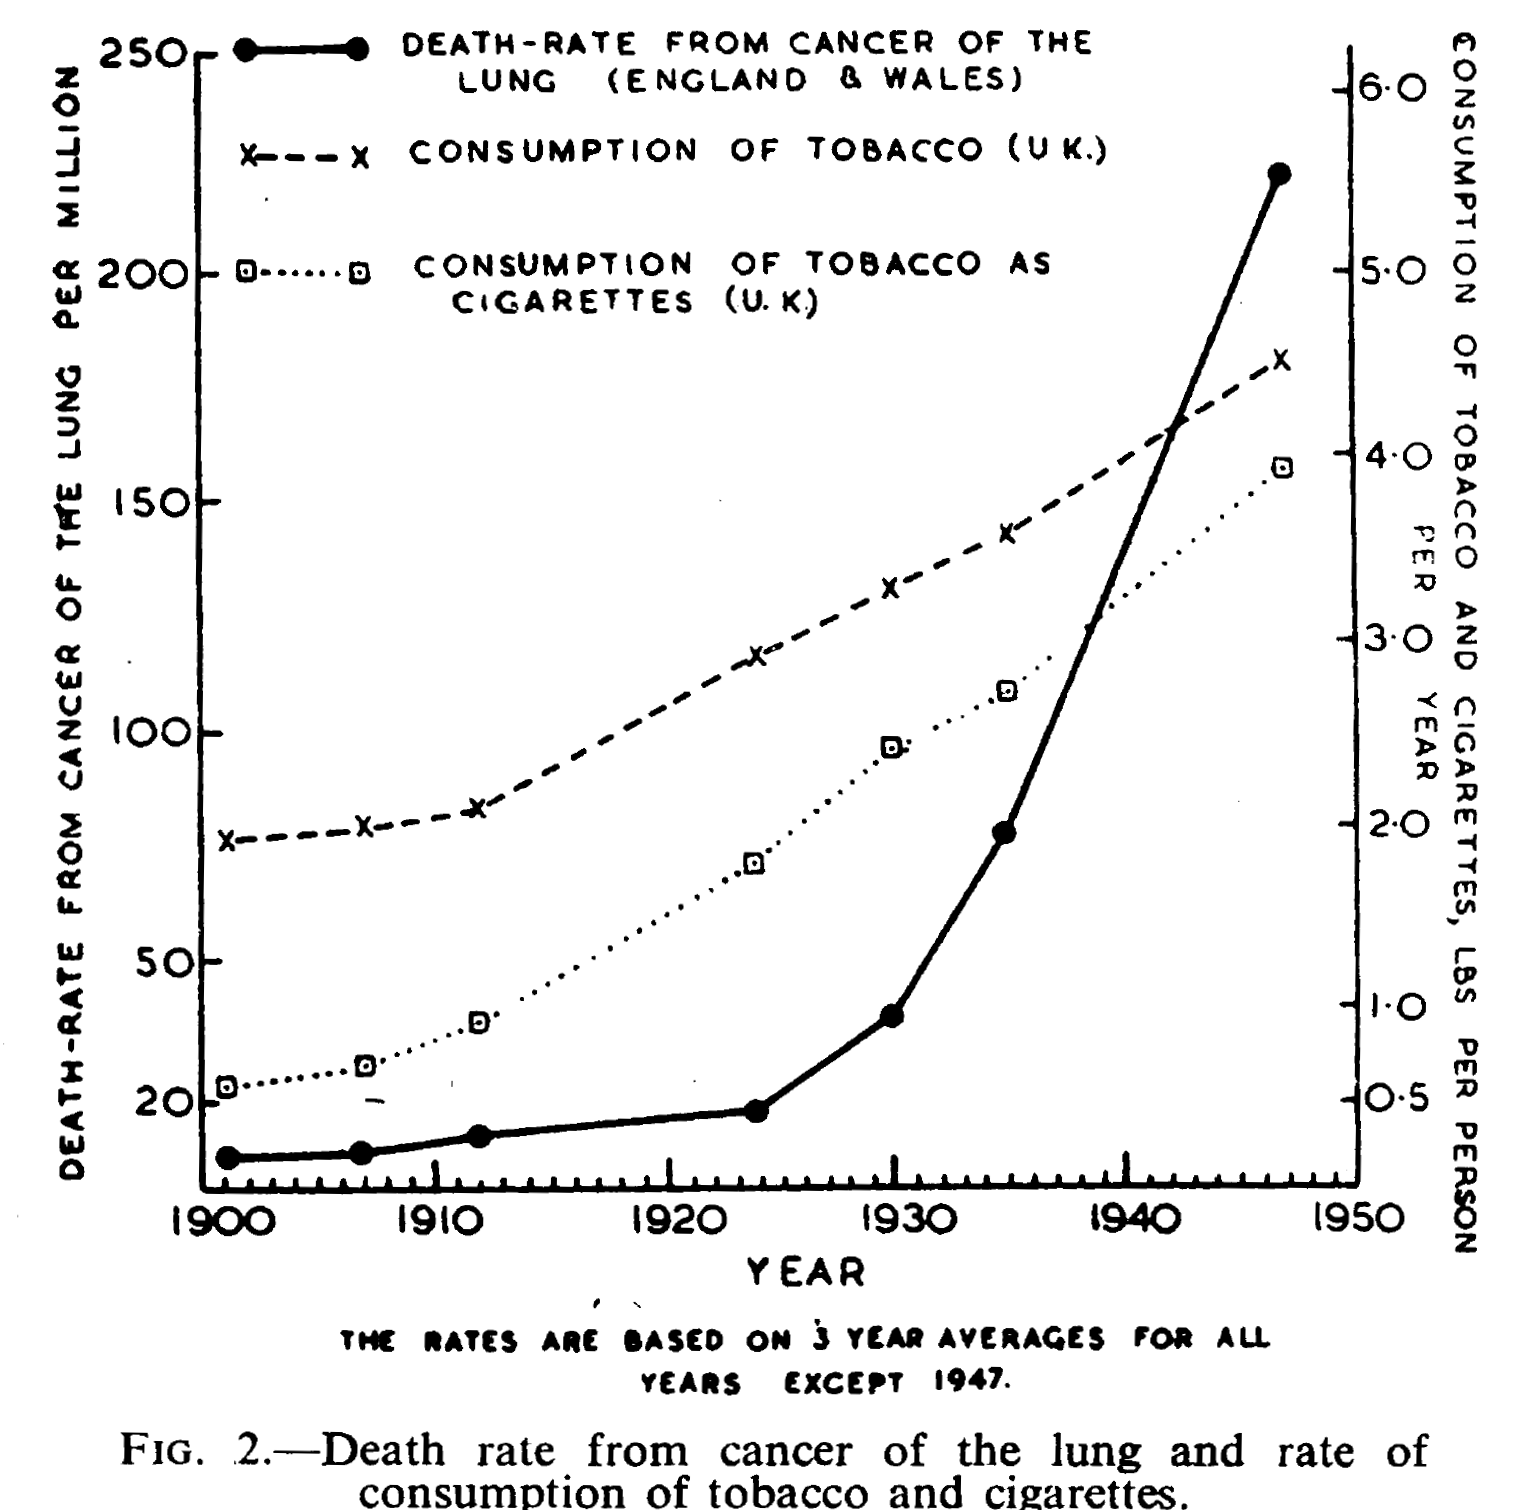 250
DEATH-RATE FROM CANCER OF THE
LUNG (ENGLAND & WALES)
CONSUMPTION OF TOBACCO (U K.)
CONSUMPTION OF TOBACCO AS
CIGARETTES (U. K.)
200
150
100
50
20
DEATH-RATE FROM CANCER OF THE LUNG PER MILLION
6·0
5·0
4·0
3·0
2·0
1·0
0·5
CONSUMPTION OF TOBACCO AND CIGARETTES, LBS PER PERSON
PER YEAR
1900 1910 1920 1930 1940 1950
YEAR
THE RATES ARE BASED ON 3 YEAR AVERAGES FOR ALL
YEARS EXCEPT 1947.
FIG. 2.—Death rate from cancer of the lung and rate of
consumption of tobacco and cigarettes.